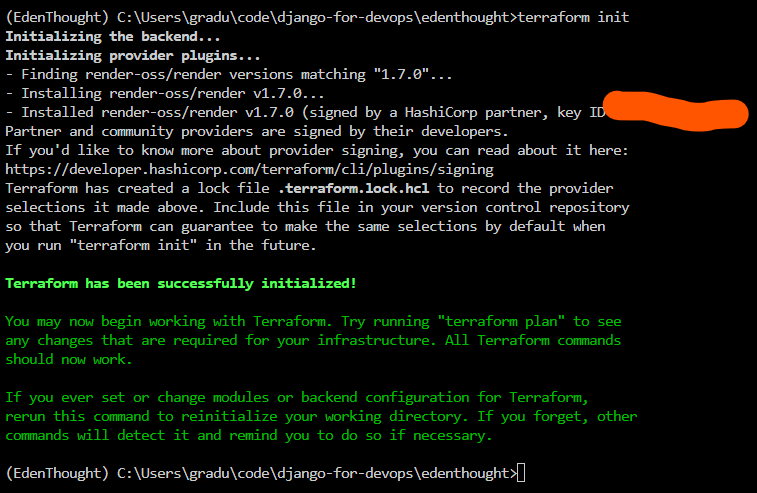 (EdenThought) C:\Users\gradu\code\django-for-devops\edenthought>terraform init
Initializing the backend...
Initializing provider plugins...
- Finding render-oss/render versions matching "1.7.0"...
- Installing render-oss/render v1.7.0...
- Installed render-oss/render v1.7.0 (signed by a HashiCorp partner, key ID
Partner and community providers are signed by their developers.
If you'd like to know more about provider signing, you can read about it here:
https://developer.hashicorp.com/terraform/cli/plugins/signing
Terraform has created a lock file .terraform.lock.hcl to record the provider
selections it made above. Include this file in your version control repository
so that Terraform can guarantee to make the same selections by default when
you run "terraform init" in the future.
Terraform has been successfully initialized!
You may now begin working with Terraform. Try running "terraform plan" to see
any changes that are required for your infrastructure. All Terraform commands
should now work.
If you ever set or change modules or backend configuration for Terraform,
rerun this command to reinitialize your working directory. If you forget, other
commands will detect it and remind you to do so if necessary.
(EdenThought) C:\Users\gradu\code\django-for-devops\edenthought>